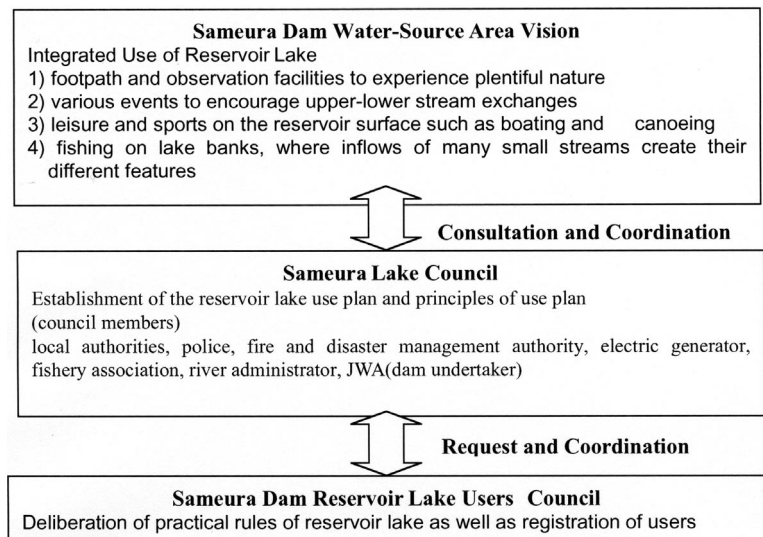 Sameura Dam Water-Source Area Vision
Integrated Use of Reservoir Lake
1) footpath and observation facilities to experience plentiful nature
2) various events to encourage upper-lower stream exchanges
3) leisure and sports on the reservoir surface such as boating and canoeing
4) fishing on lake banks, where inflows of many small streams create their
different features
Consultation and Coordination
Sameura Lake Council
Establishment of the reservoir lake use plan and principles of use plan
(council members)
local authorities, police, fire and disaster management authority, electric generator,
fishery association, river administrator, JWA(dam undertaker)
Request and Coordination
Sameura Dam Reservoir Lake Users Council
Deliberation of practical rules of reservoir lake as well as registration of users